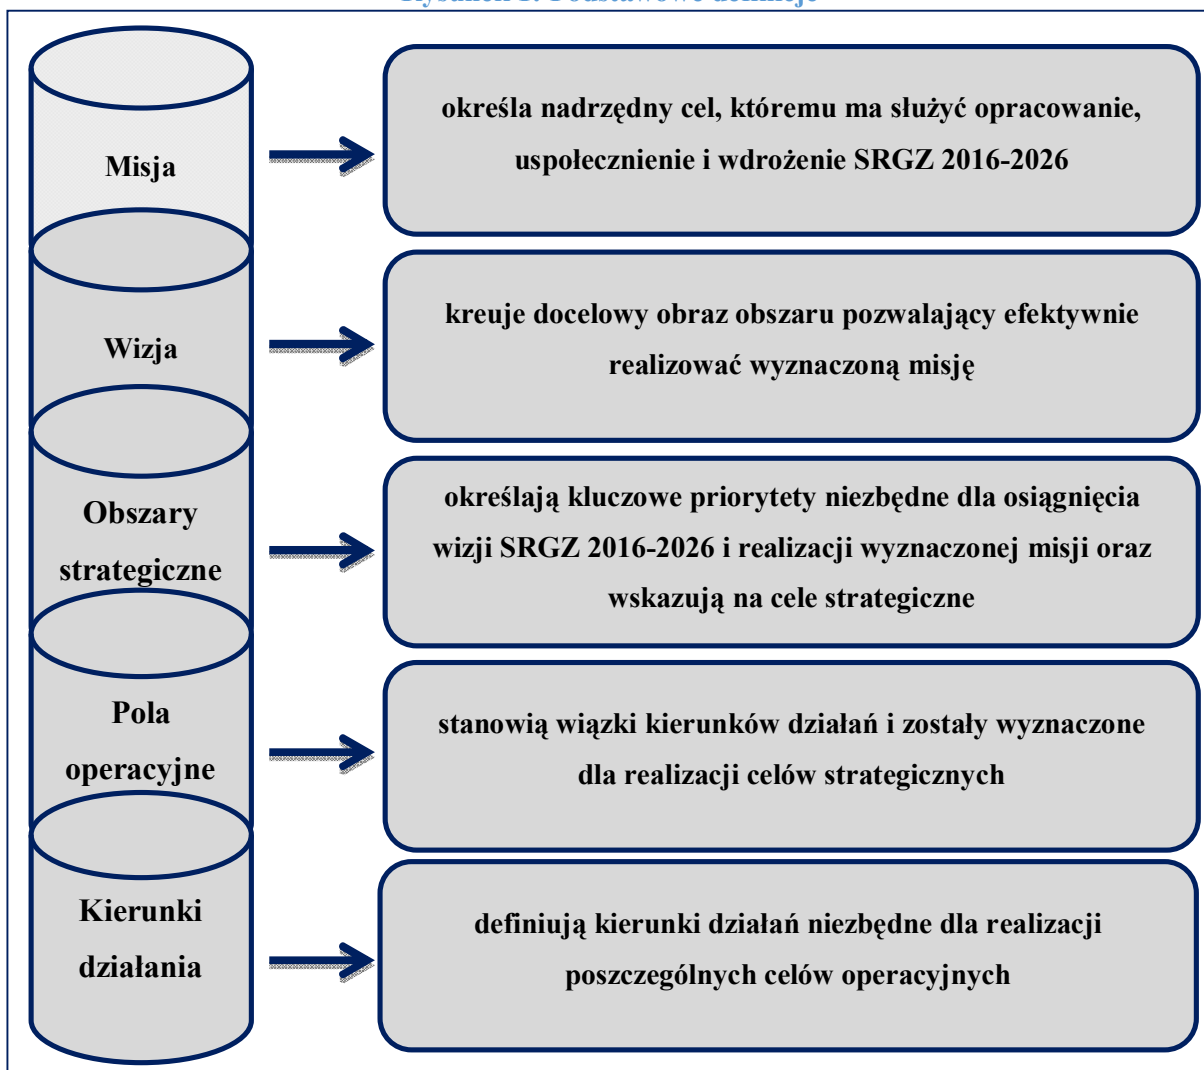 Podstawowe definicje
Misja
określa nadrzędny cel, któremu ma służyć opracowanie,
uspołecznienie i wdrożenie SRGZ 2016-2026
Wizja
kreuje docelowy obraz obszaru pozwalający efektywnie
realizować wyznaczoną misję
Obszary
strategiczne
określają kluczowe priorytety niezbędne dla osiągnięcia
wizji SRGZ 2016-2026 i realizacji wyznaczonej misji oraz
wskazują na cele strategiczne
Pola
operacyjne
stanowią wiązki kierunków działań i zostały wyznaczone
dla realizacji celów strategicznych
Kierunki
działania
definiują kierunki działań niezbędne dla realizacji
poszczególnych celów operacyjnych